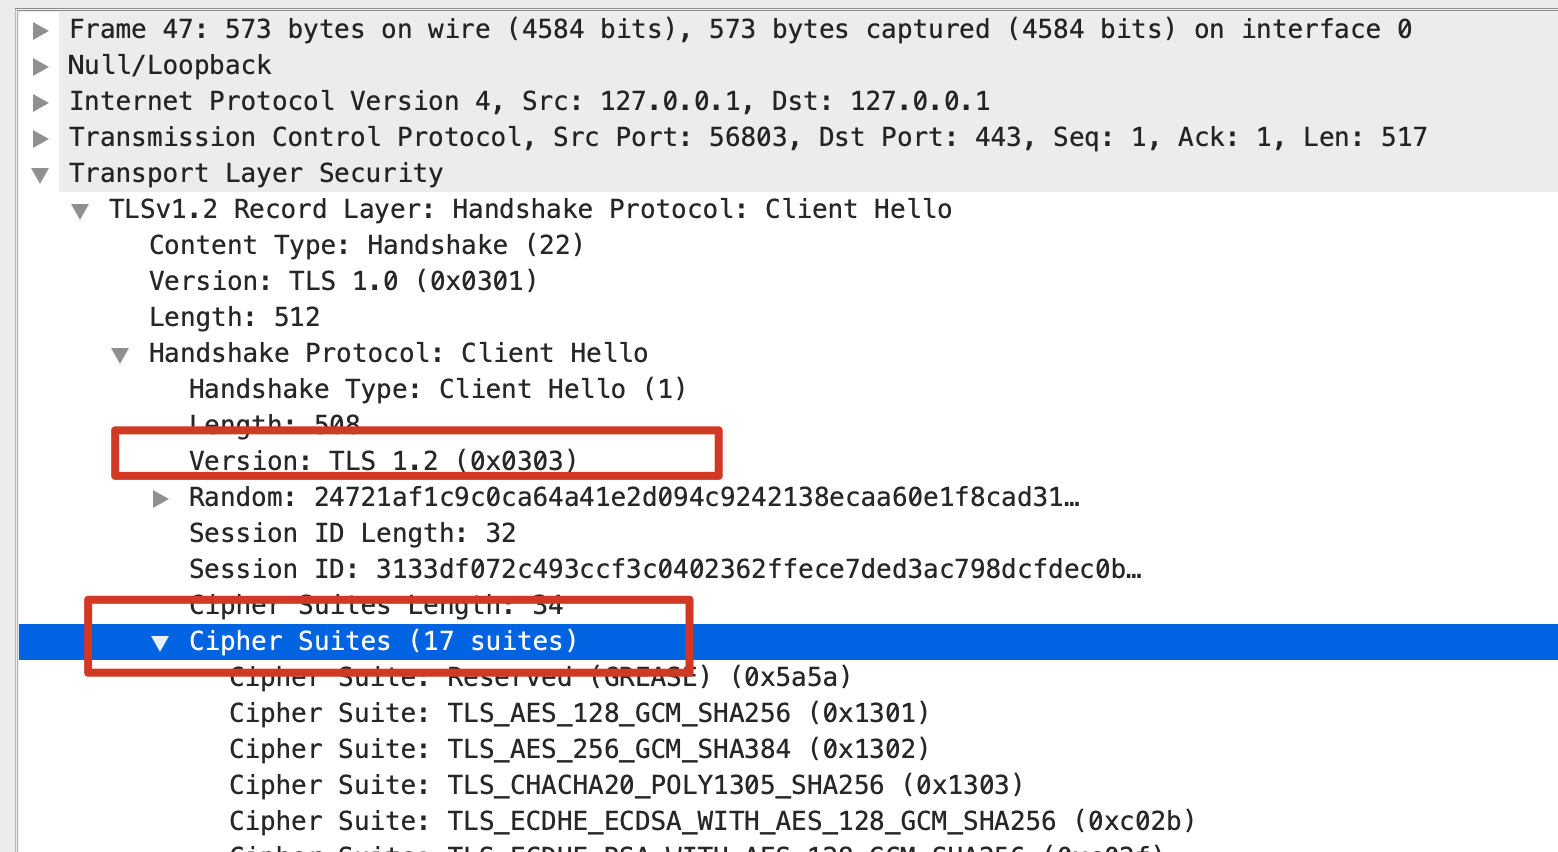 Frame 47: 573 bytes on wire (4584 bits), 573 bytes captured (4584 bits) on interface 0
Null/Loopback
Internet Protocol Version 4, Src: 127.0.0.1, Dst: 127.0.0.1
Transmission Control Protocol, Src Port: 56803, Dst Port: 443, Seq: 1, Ack: 1, Len: 517
Transport Layer Security
TLSv1.2 Record Layer: Handshake Protocol: Client Hello
Content Type: Handshake (22)
Version: TLS 1.0 (0x0301)
Length: 512
Handshake Protocol: Client Hello
Handshake Type: Client Hello (1)
Length: 508
Version: TLS 1.2 (0x0303)
Random: 24721af1c9c0ca64a41e2d094c9242138ecaa60e1f8cad31…
Session ID Length: 32
Session ID: 3133df072c493ccf3c0402362ffece7ded3ac798dcfdec0b…
Cipher Suites Length: 34
Cipher Suites (17 suites)
Cipher Suite: Reserved (GREASE) (0x5a5a)
Cipher Suite: TLS_AES_128_GCM_SHA256 (0x1301)
Cipher Suite: TLS_AES_256_GCM_SHA384 (0x1302)
Cipher Suite: TLS_CHACHA20_POLY1305_SHA256 (0x1303)
Cipher Suite: TLS_ECDHE_ECDSA_WITH_AES_128_GCM_SHA256 (0xc02b)
Cipher Suite: TLS_ECDHE_RSA_WITH_AES_128_GCM_SHA256 (0xc02f)